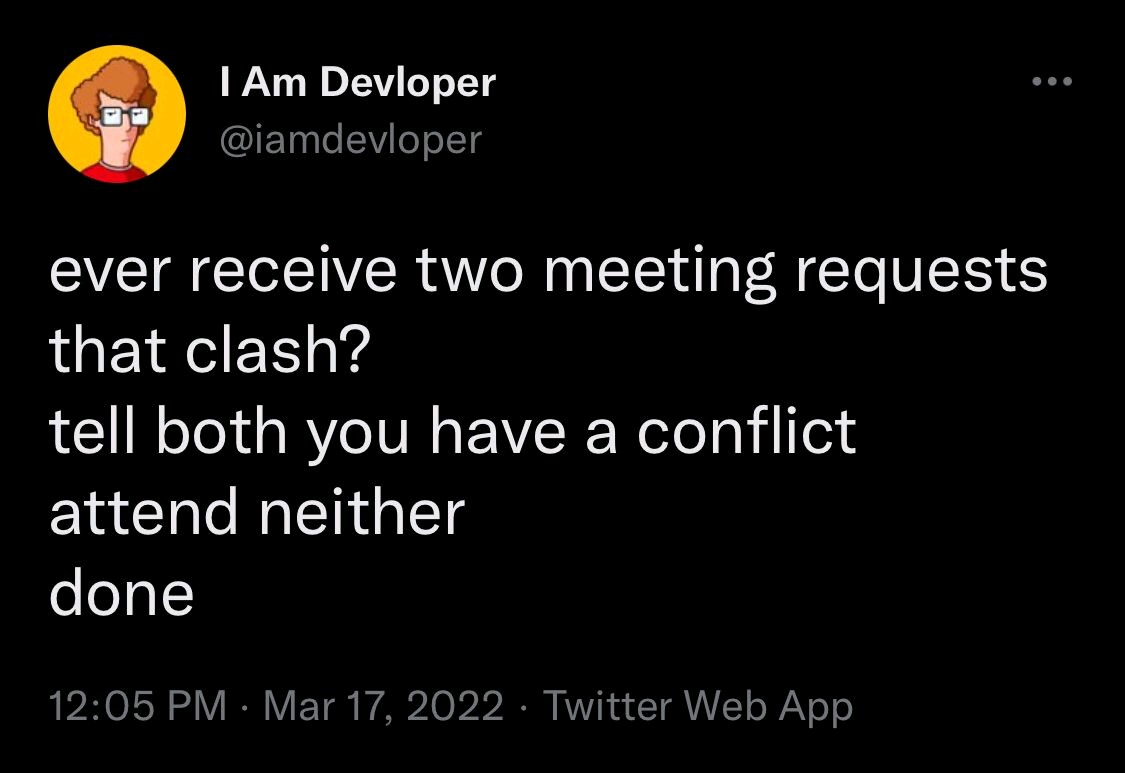 I Am Devloper
@iamdevloper
ever receive two meeting requests
that clash?
tell both you have a conflict
attend neither
done
12:05 PM · Mar 17, 2022 · Twitter Web App